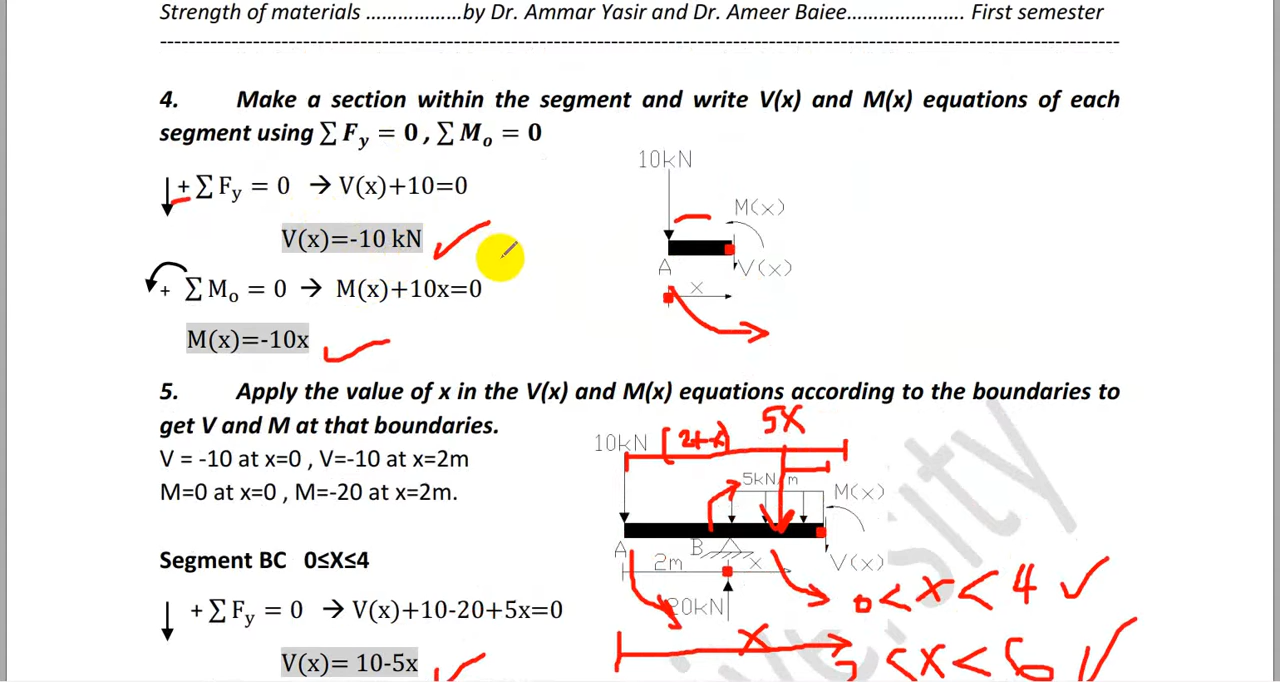 Strength of materials ………………by Dr. Ammar Yasir and Dr. Ameer Baiee…………………. First semester
4. Make a section within the segment and write V(x) and M(x) equations of each
segment using ∑ Fy = 0 , ∑ Mo = 0
+ ∑ Fy = 0 → V(x)+10=0
V(x)=-10 kN
+ ∑ Mo = 0 → M(x)+10x=0
M(x)=-10x
10kN
M(x)
A
V(x)
x
5. Apply the value of x in the V(x) and M(x) equations according to the boundaries to
get V and M at that boundaries.
V = -10 at x=0 , V=-10 at x=2m
M=0 at x=0 , M=-20 at x=2m.
5X
10kN [2+x)
5kN/m
M(x)
A
B
2m
x
V(x)
20kN
0<x<4
x
<x<6
Segment BC 0≤X≤4
+ ∑ Fy = 0 → V(x)+10-20+5x=0
V(x)= 10-5x